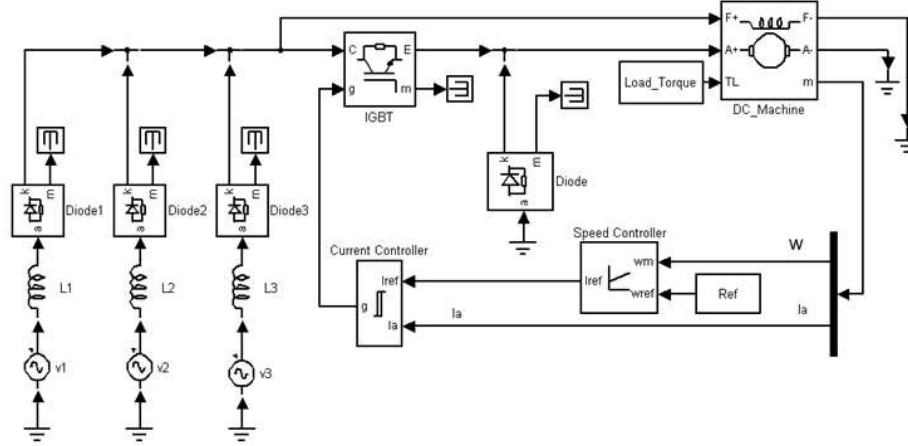 F+
F-
C
E
A+
A-
g
m
Load_Torque
TL
m
IGBT
DC_Machine
k
m
Diode1
a
k
m
Diode2
a
k
m
Diode3
a
k
m
Diode
a
Current Controller
Speed Controller
W
Iref
Iref
wm
wref
Ref
g
Ia
Ia
Ia
L1
L2
L3
v1
v2
v3